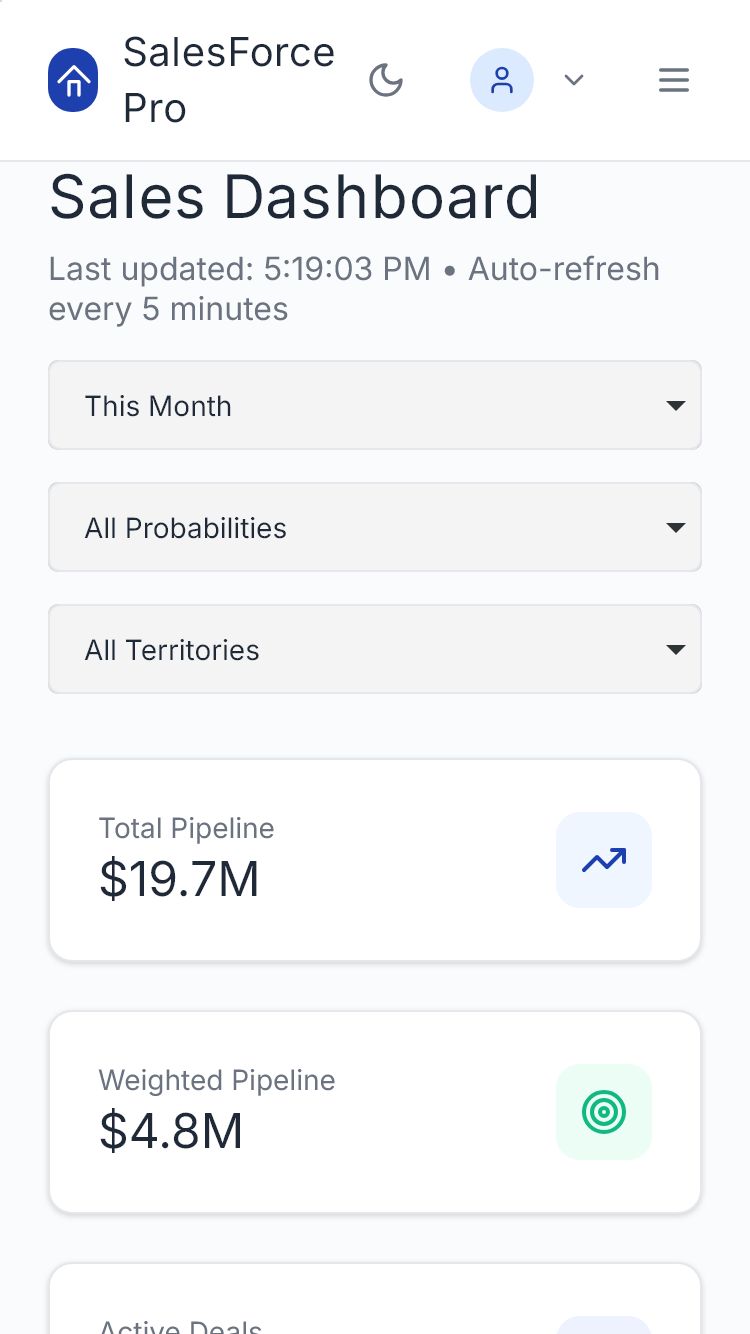 SalesForce
Pro
Sales Dashboard
Last updated: 5:19:03 PM • Auto-refresh
every 5 minutes
This Month
All Probabilities
All Territories
Total Pipeline
$19.7M
Weighted Pipeline
$4.8M
Active Deals